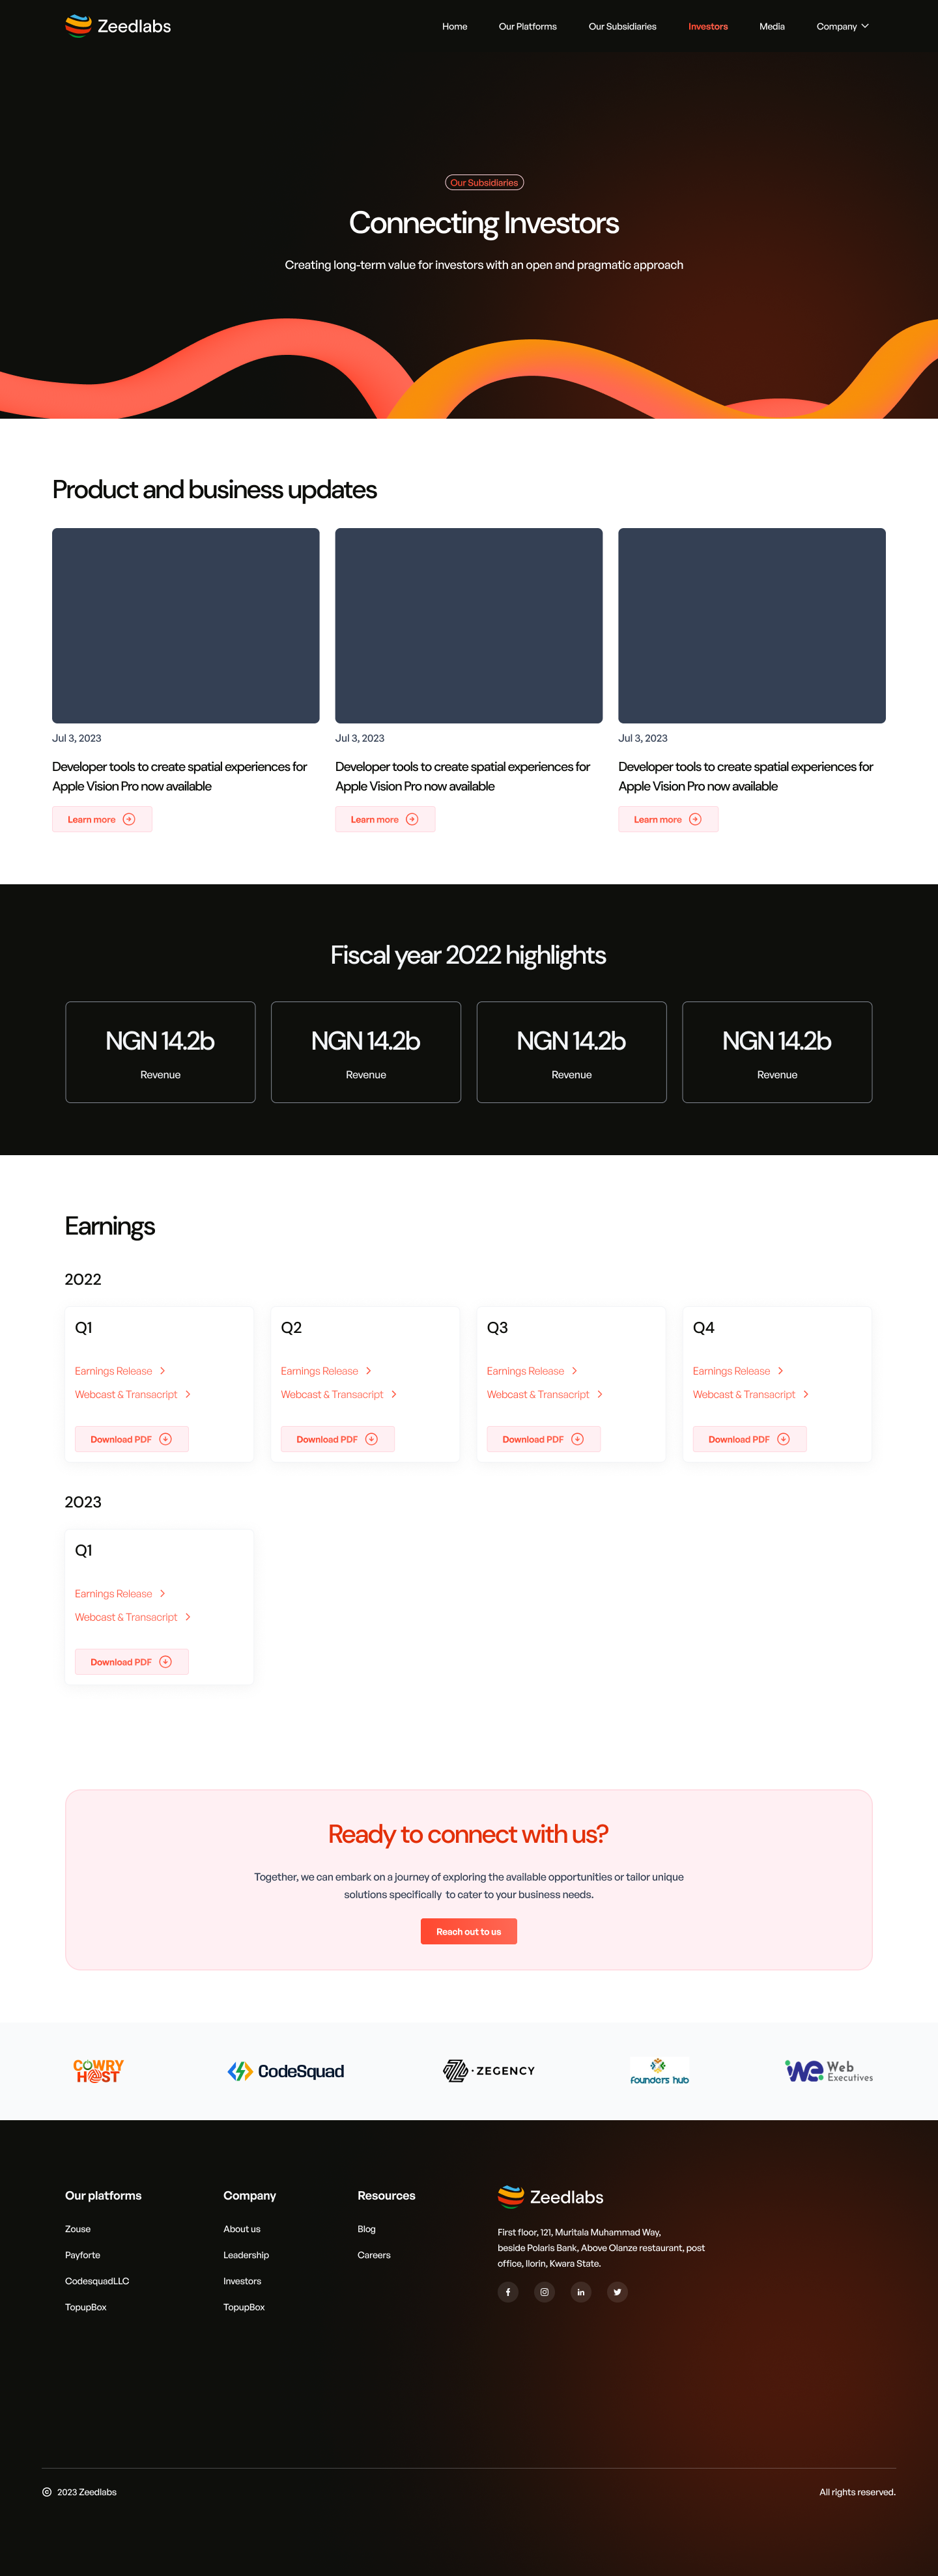 Zeedlabs
Home
Our Platforms
Our Subsidiaries
Investors
Media
Company
Our Subsidiaries
Connecting Investors
Creating long-term value for investors with an open and pragmatic approach
Product and business updates
Jul 3, 2023
Developer tools to create spatial experiences for
Apple Vision Pro now available
Learn more
Jul 3, 2023
Developer tools to create spatial experiences for
Apple Vision Pro now available
Learn more
Jul 3, 2023
Developer tools to create spatial experiences for
Apple Vision Pro now available
Learn more
Fiscal year 2022 highlights
NGN 14.2b
Revenue
NGN 14.2b
Revenue
NGN 14.2b
Revenue
NGN 14.2b
Revenue
Earnings
2022
Q1
Earnings Release
Webcast & Transacript
Download PDF
Q2
Earnings Release
Webcast & Transacript
Download PDF
Q3
Earnings Release
Webcast & Transacript
Download PDF
Q4
Earnings Release
Webcast & Transacript
Download PDF
2023
Q1
Earnings Release
Webcast & Transacript
Download PDF
Ready to connect with us?
Together, we can embark on a journey of exploring the available opportunities or tailor unique
solutions specifically to cater to your business needs.
Reach out to us
COWRY
HOST
CodeSquad
ZEGENCY
founders hub
we Web
Executives
Our platforms
Zouse
Payforte
CodesquadLLC
TopupBox
Company
About us
Leadership
Investors
TopupBox
Resources
Blog
Careers
Zeedlabs
First floor, 121, Muritala Muhammad Way,
beside Polaris Bank, Above Olanze restaurant, post
office, Ilorin, Kwara State.
© 2023 Zeedlabs
All rights reserved.